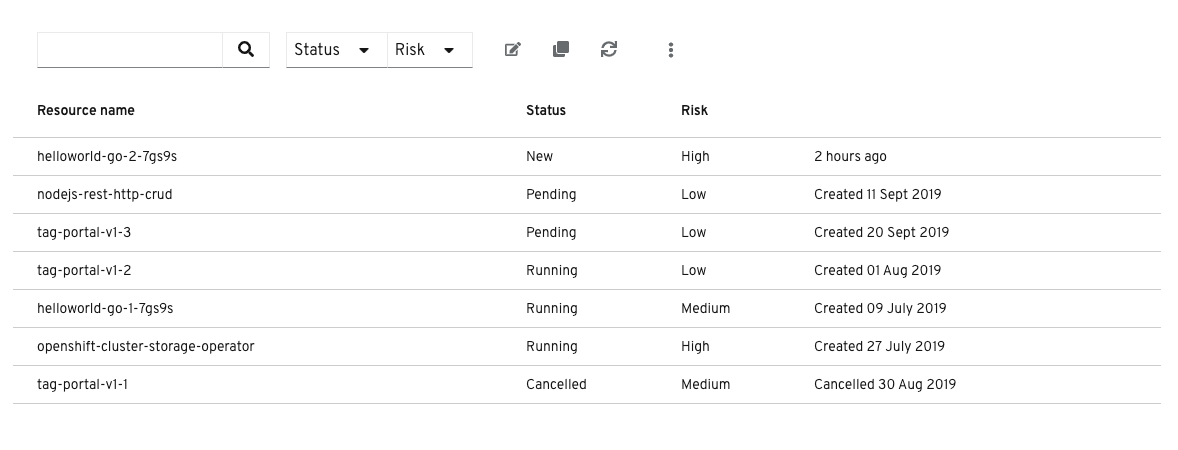 Status Risk
Resource name Status Risk
helloworld-go-2-7gs9s New High 2 hours ago
nodejs-rest-http-crud Pending Low Created 11 Sept 2019
tag-portal-v1-3 Pending Low Created 20 Sept 2019
tag-portal-v1-2 Running Low Created 01 Aug 2019
helloworld-go-1-7gs9s Running Medium Created 09 July 2019
openshift-cluster-storage-operator Running High Created 27 July 2019
tag-portal-v1-1 Cancelled Medium Cancelled 30 Aug 2019